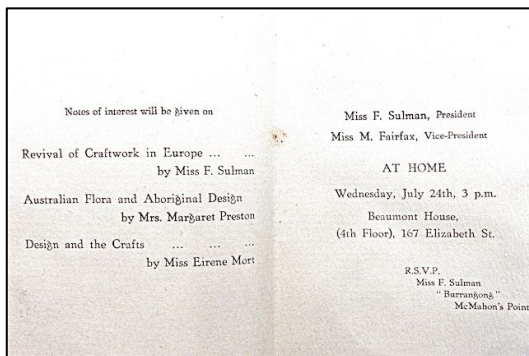 Notes of interest will be given on
Revival of Craftwork in Europe ... ...
by Miss F. Sulman
Australian Flora and Aboriginal Design
by Mrs. Margaret Preston
Design and the Crafts ... ... ...
by Miss Eirene Mort
Miss F. Sulman, President
Miss M. Fairfax, Vice-President
AT HOME
Wednesday, July 24th, 3 p.m.
Beaumont House,
(4th Floor), 167 Elizabeth St.
R.S.V.P.
Miss F. Sulman
"Burrangong"
McMahon's Point